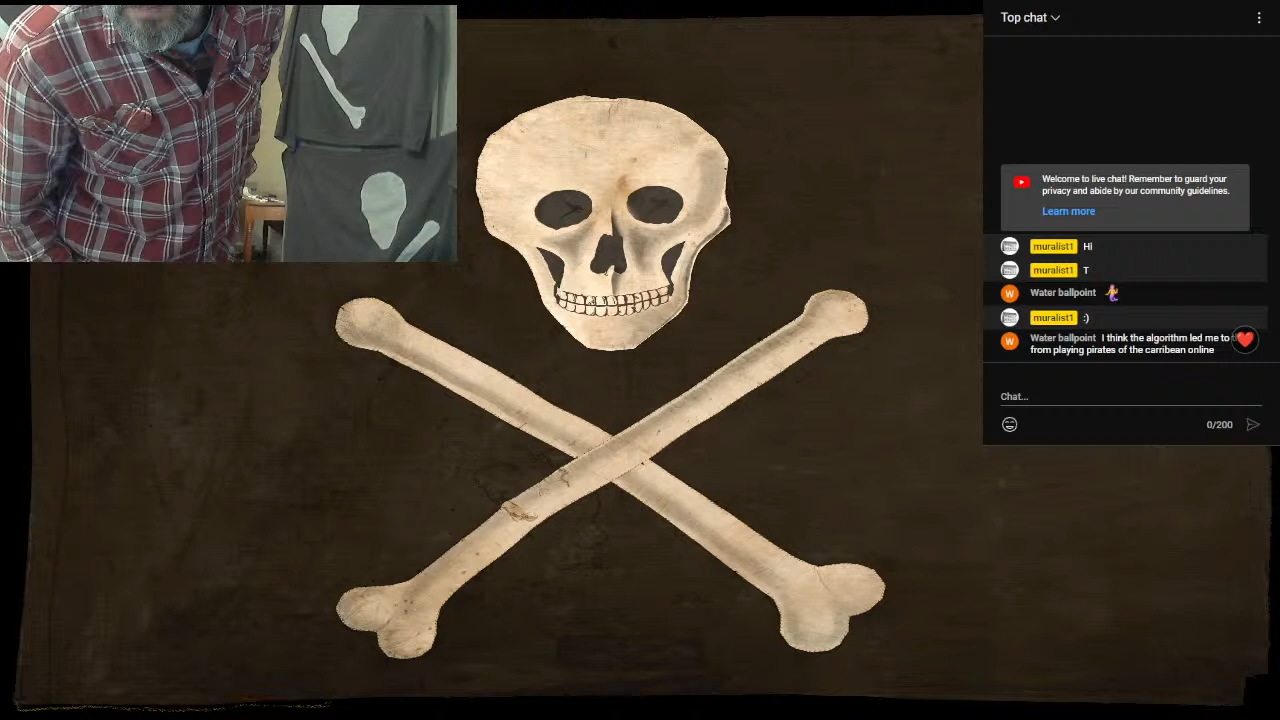 Top chat
Welcome to live chat! Remember to guard your
privacy and abide by our community guidelines.
Learn more
muralist1 Hi
muralist1 T
W Water ballpoint 🧜‍♀️
muralist1 :)
W Water ballpoint I think the algorithm led me to
from playing pirates of the carribean online
Chat...
0/200